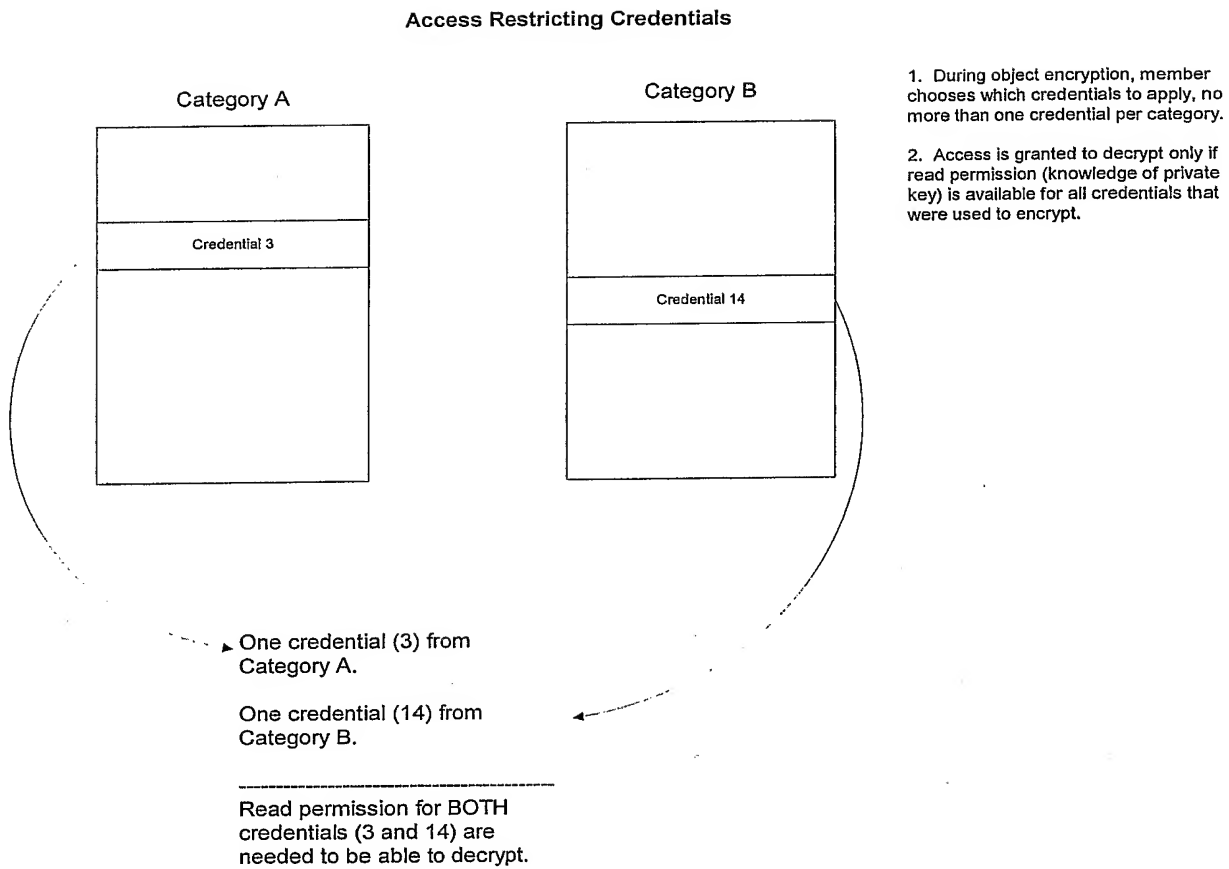 Access Restricting Credentials
Category A
Credential 3
Category B
Credential 14
1. During object encryption, member
chooses which credentials to apply, no
more than one credential per category.
2. Access is granted to decrypt only if
read permission (knowledge of private
key) is available for all credentials that
were used to encrypt.
One credential (3) from
Category A.
One credential (14) from
Category B.
Read permission for BOTH
credentials (3 and 14) are
needed to be able to decrypt.